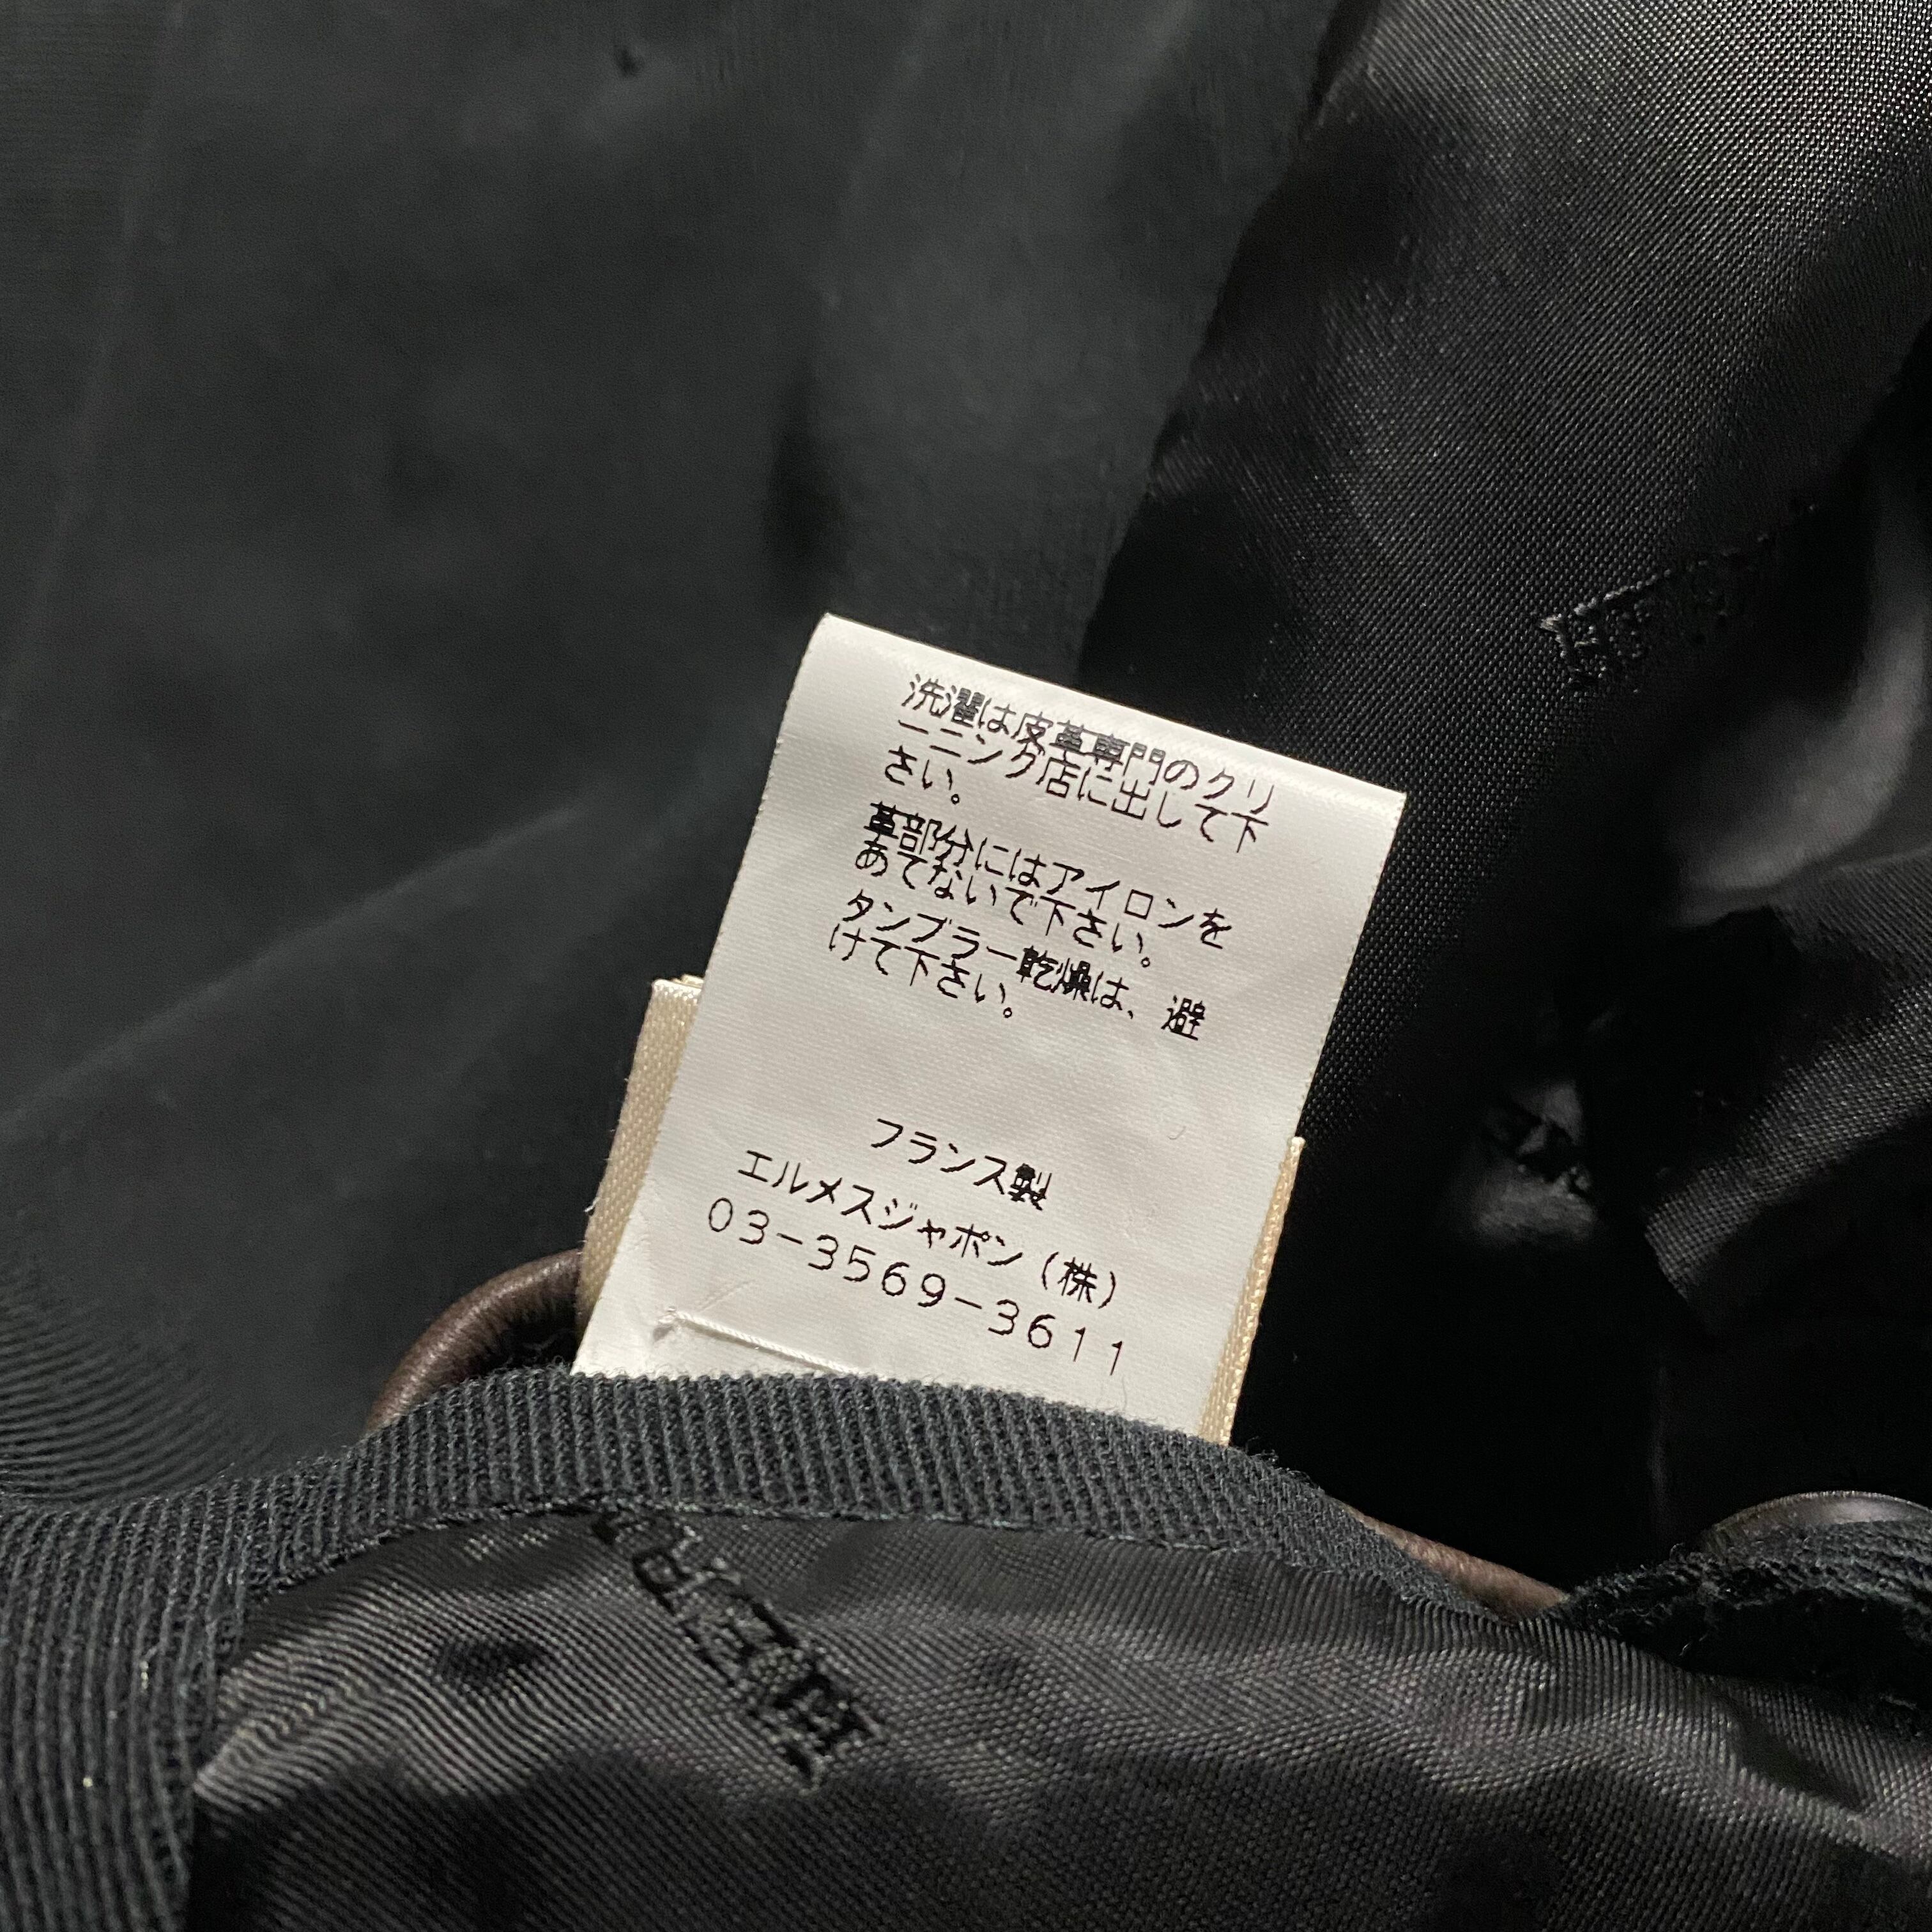 洗濯は皮革専門のクリ
ーニング店に出して下
さい。
革部分にはアイロンを
あてないで下さい。
タンブラー乾燥は、避
けて下さい。
フランス製
エルメスジャポン(株)
03-3569-3611